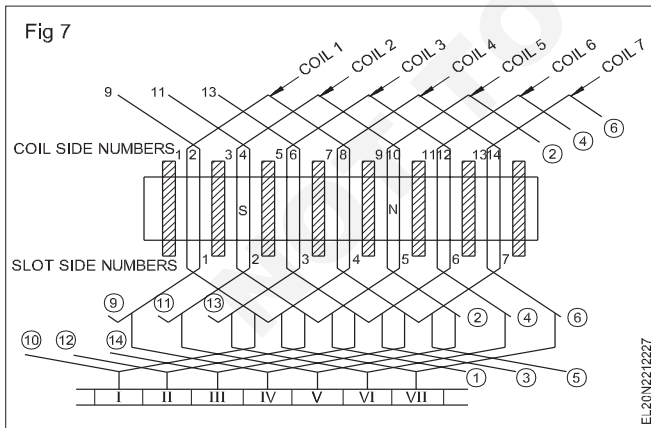 Fig 7
COIL 1
COIL 2
COIL 3
COIL 4
COIL 5
COIL 6
COIL 7
9 11 13
6
4
2
COIL SIDE NUMBERS 1 2 3 4 5 6 7 8 9 10 11 12 13 14
S N
SLOT SIDE NUMBERS 1 2 3 4 5 6 7
9 11 13 2 4 6
10 12 14 1 3 5
I II III IV V VI VII
EL20N2212227
NOT TO